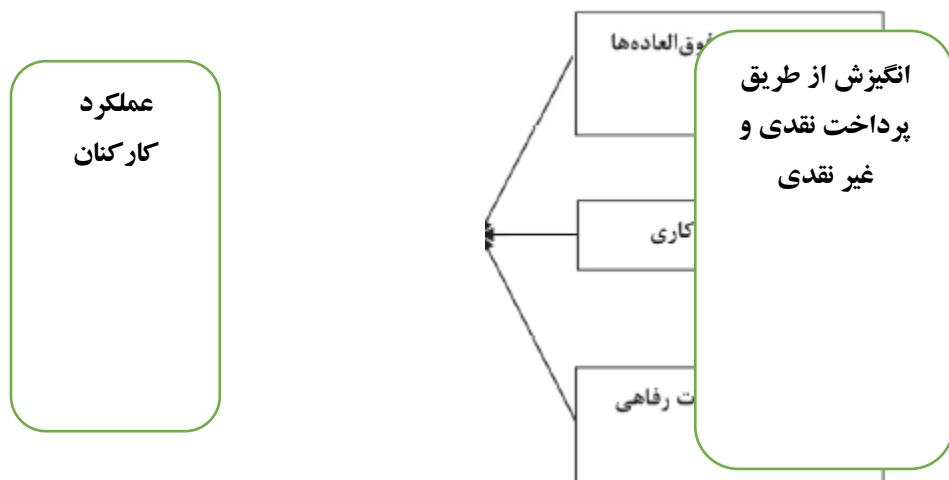 انگیزش از طریق
پرداخت نقدی و
غیر نقدی
فوق‌العاده‌ها
کاری
رفاهی
عملکرد
کارکنان